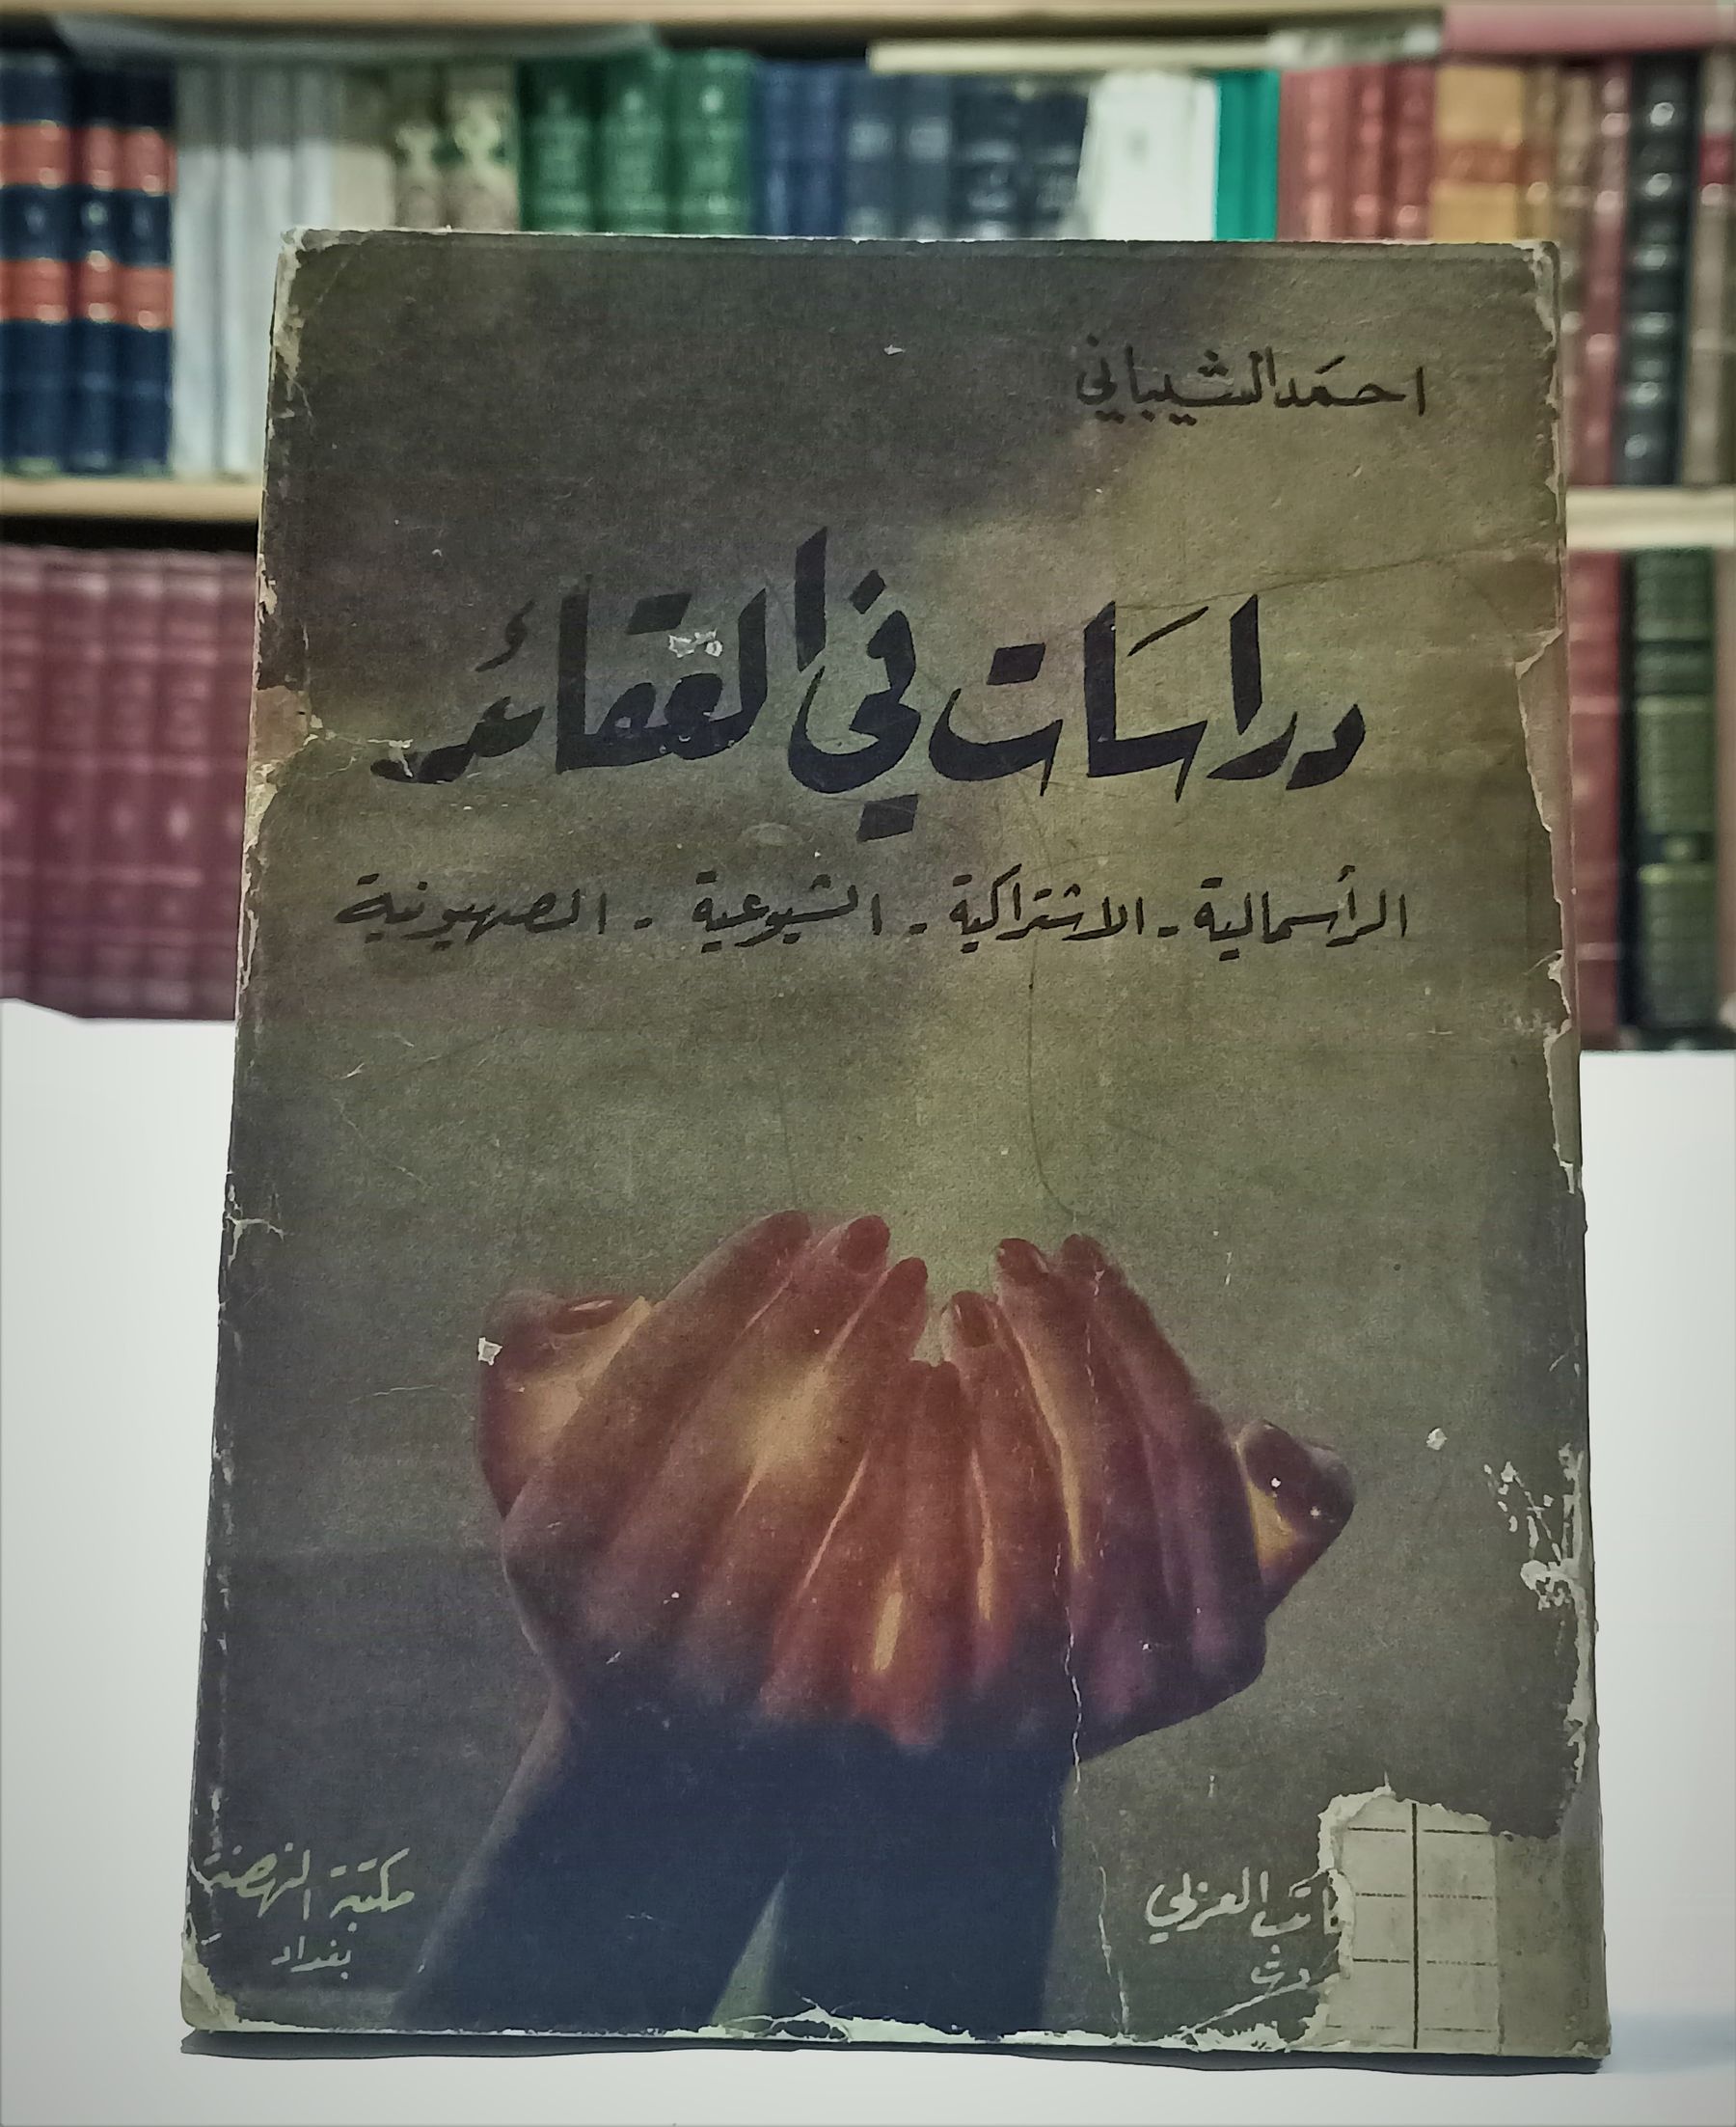 احمد الشيباني
دراسات في العقائد
الرأسمالية - الاشتراكية - الشيوعية - الصهيونية
العربي
مكتبة النهضة
بغداد